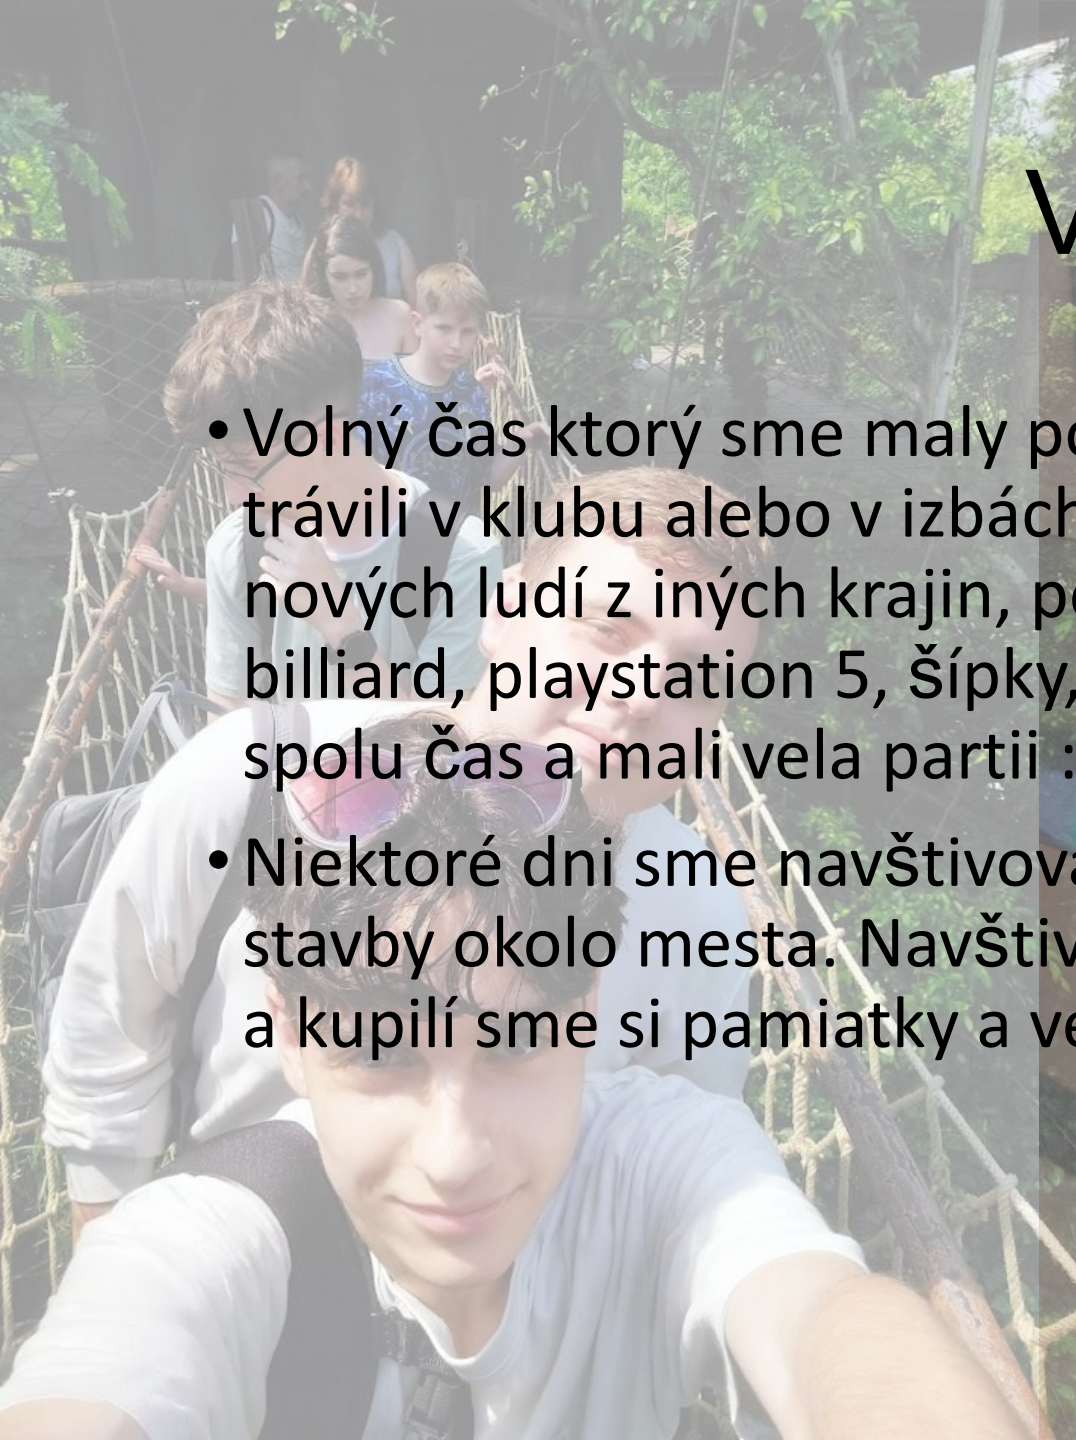 V
• Volný čas ktorý sme maly po
trávili v klubu alebo v izbách
nových ludí z iných krajin, po
billiard, playstation 5, šípky,
spolu čas a mali vela partii :
• Niektoré dni sme navštivova
stavby okolo mesta. Navštiv
a kupilí sme si pamiatky a ve